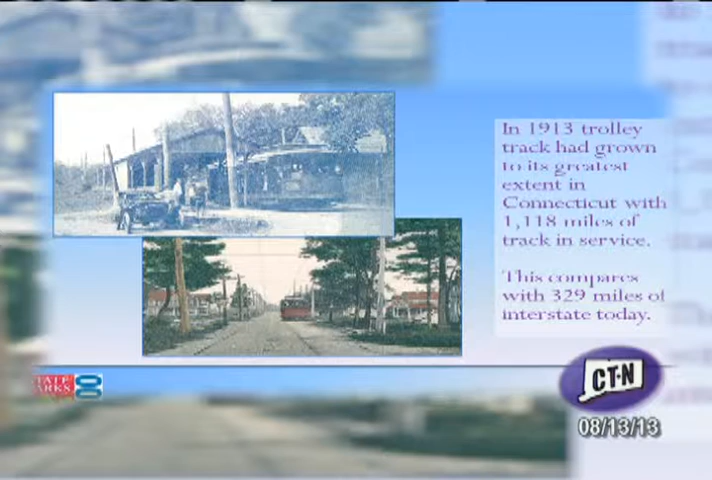 In 1913 trolley
track had grown
to its greatest
extent in
Connecticut with
1,118 miles of
track in service.
This compares
with 329 miles of
interstate today.
CT-N
08/13/13